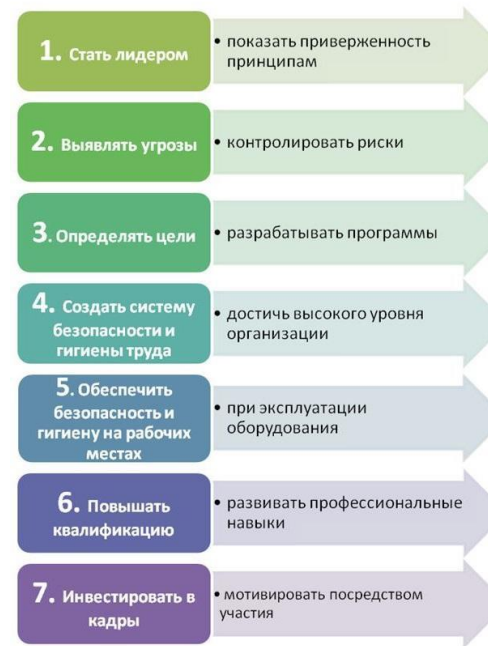 1. Стать лидером
• показать приверженность
принципам
2. Выявлять угрозы
• контролировать риски
3. Определять цели
• разрабатывать программы
4. Создать систему
безопасности и
гигиены труда
• достичь высокого уровня
организации
5. Обеспечить
безопасность и
гигиену на рабочих
местах
• при эксплуатации
оборудования
6. Повышать
квалификацию
• развивать профессиональные
навыки
7. Инвестировать в
кадры
• мотивировать посредством
участия